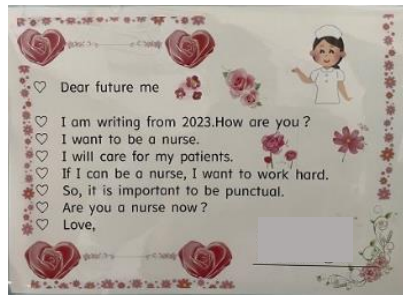 Dear future me
I am writing from 2023.How are you?
I want to be a nurse.
I will care for my patients.
If I can be a nurse, I want to work hard.
So, it is important to be punctual.
Are you a nurse now?
Love,